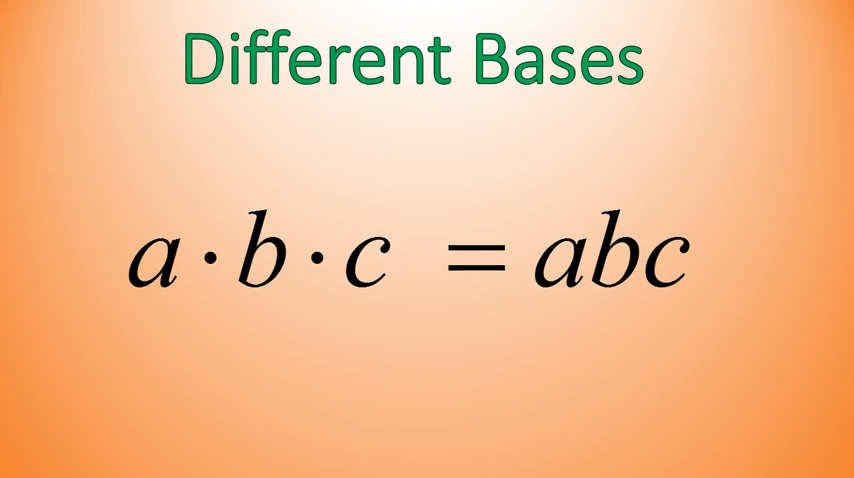 Different Bases
a · b · c = abc